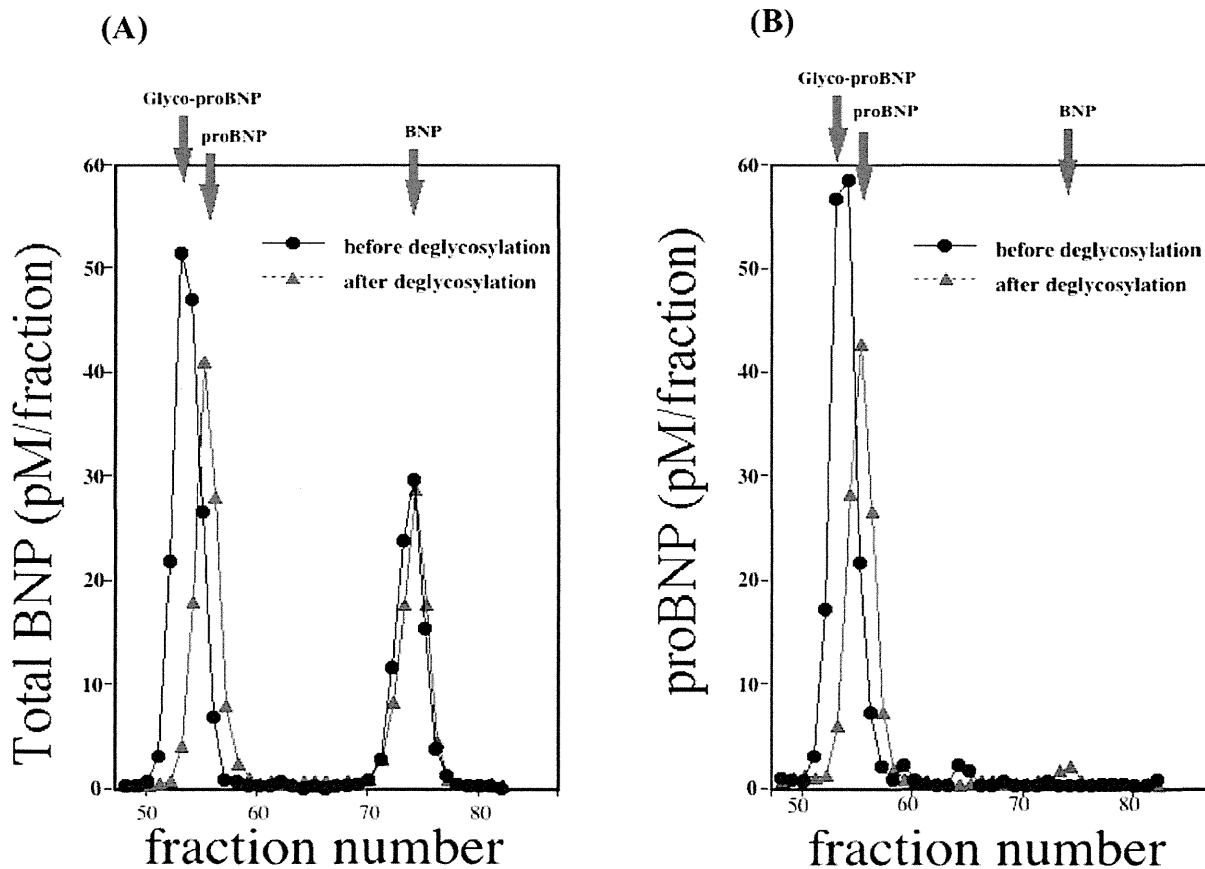 (A)
Glyco-proBNP
proBNP
BNP
60
50
40
30
20
10
0
before deglycosylation
after deglycosylation
Total BNP (pM/fraction)
50 60 70 80
fraction number
(B)
Glyco-proBNP
proBNP
BNP
60
50
40
30
20
10
0
before deglycosylation
after deglycosylation
proBNP (pM/fraction)
50 60 70 80
fraction number